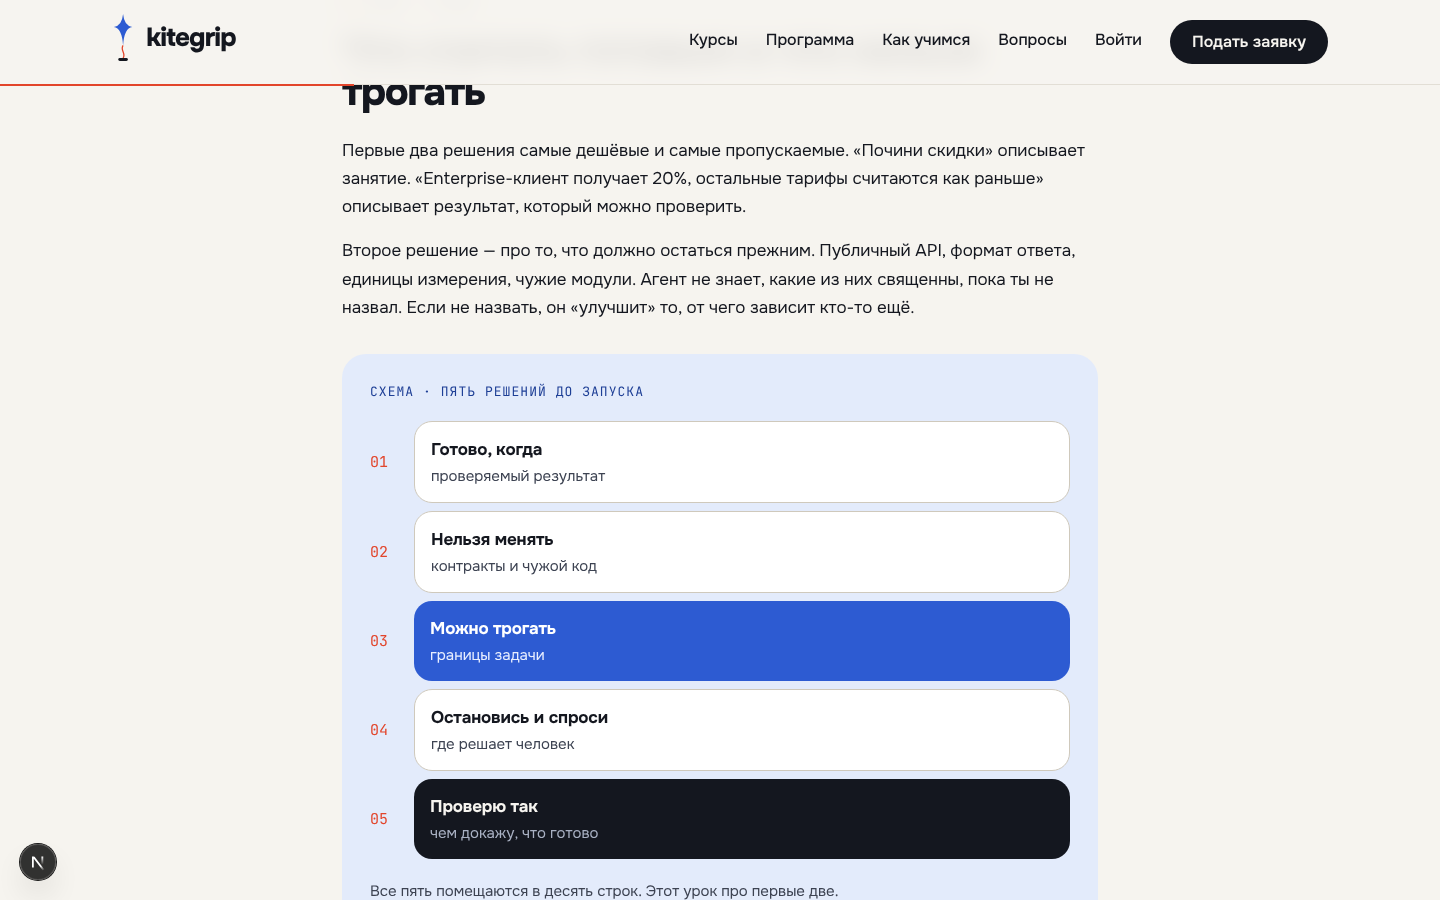 kitegrip
Курсы
Программа
Как учимся
Вопросы
Войти
Подать заявку
трогать
Первые два решения самые дешёвые и самые пропускаемые. «Почини скидки» описывает
занятие. «Enterprise-клиент получает 20%, остальные тарифы считаются как раньше»
описывает результат, который можно проверить.
Второе решение — про то, что должно остаться прежним. Публичный API, формат ответа,
единицы измерения, чужие модули. Агент не знает, какие из них священны, пока ты не
назвал. Если не назвать, он «улучшит» то, от чего зависит кто-то ещё.
СХЕМА · ПЯТЬ РЕШЕНИЙ ДО ЗАПУСКА
01
Готово, когда
проверяемый результат
02
Нельзя менять
контракты и чужой код
03
Можно трогать
границы задачи
04
Остановись и спроси
где решает человек
05
Проверю так
чем докажу, что готово
Все пять помещаются в десять строк. Этот урок про первые две.